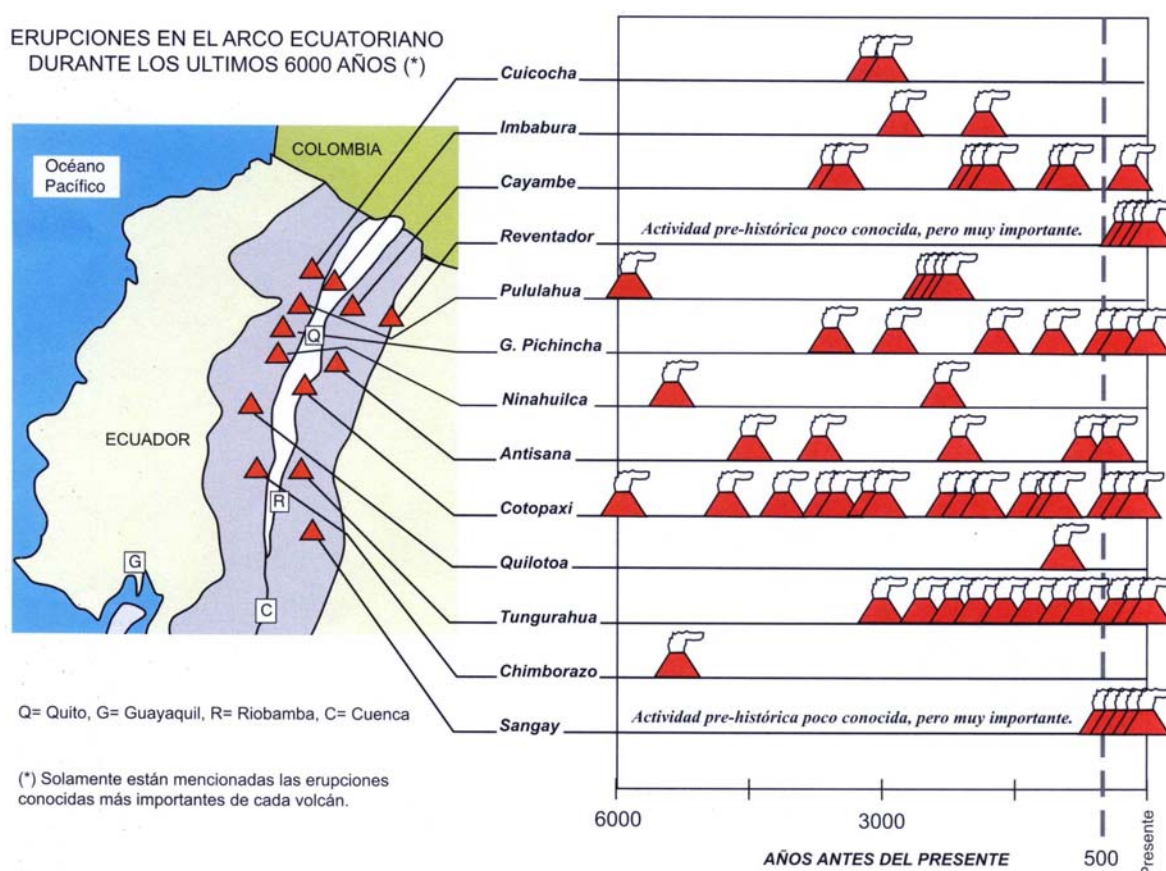 ERUPCIONES EN EL ARCO ECUATORIANO
DURANTE LOS ULTIMOS 6000 AÑOS (*)
Océano
Pacífico
COLOMBIA
ECUADOR
Q
R
G
C
Cuicocha
Imbabura
Cayambe
Reventador
Actividad pre-histórica poco conocida, pero muy importante.
Pululahua
G. Pichincha
Ninahuilca
Antisana
Cotopaxi
Quilotoa
Tungurahua
Chimborazo
Sangay
Actividad pre-histórica poco conocida, pero muy importante.
Q= Quito, G= Guayaquil, R= Riobamba, C= Cuenca
(*) Solamente están mencionadas las erupciones
conocidas más importantes de cada volcán.
6000
3000
500
Presente
AÑOS ANTES DEL PRESENTE